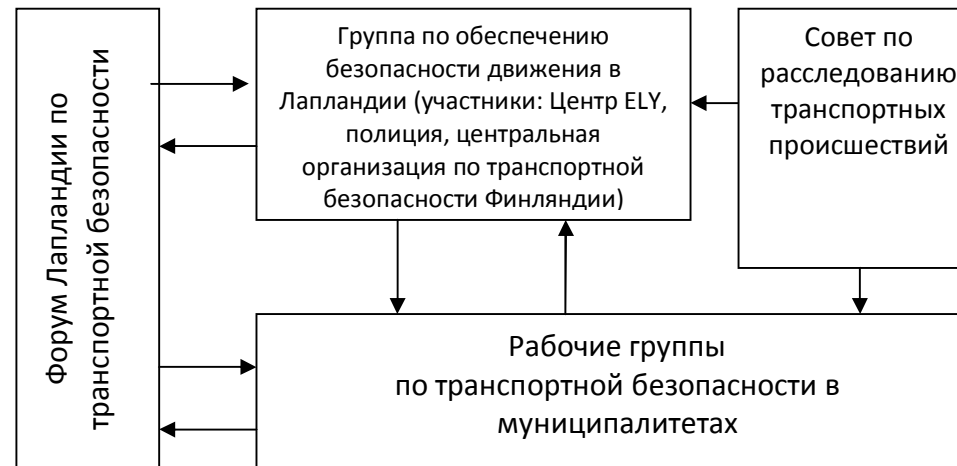 Форум Лапландии по
транспортной безопасности
Группа по обеспечению
безопасности движения в
Лапландии (участники: Центр ELY,
полиция, центральная
организация по транспортной
безопасности Финляндии)
Совет по
расследованию
транспортных
происшествий
Рабочие группы
по транспортной безопасности в
муниципалитетах